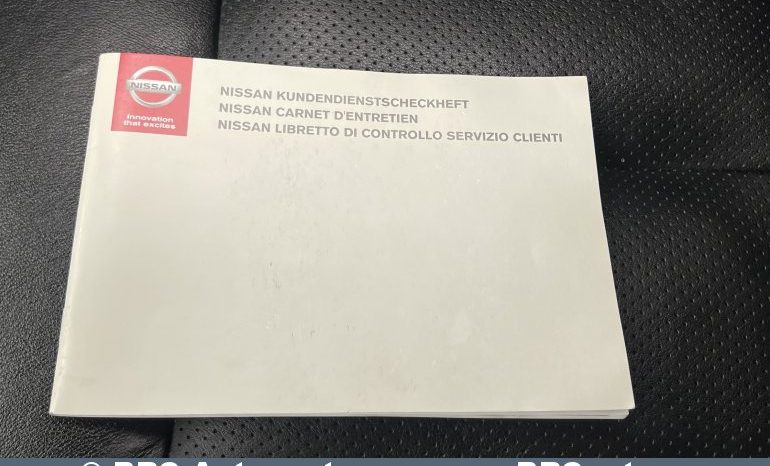 NISSAN
Innovation
that excites
NISSAN KUNDENDIENSTSCHECKHEFT
NISSAN CARNET D'ENTRETIEN
NISSAN LIBRETTO DI CONTROLLO SERVIZIO CLIENTI